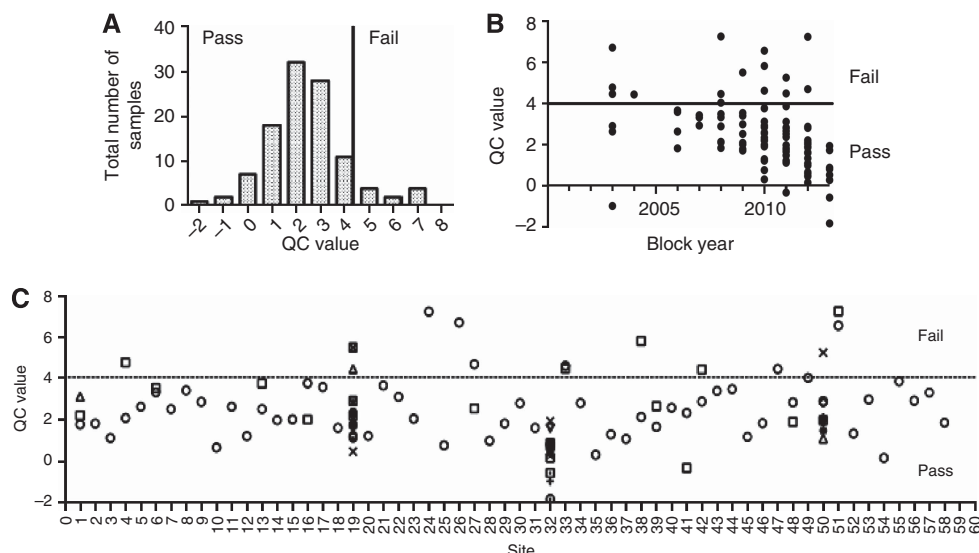 A
Pass
Fail
40
30
20
10
0
Total number of
samples
–2 –1 0 1 2 3 4 5 6 7 8
QC value
B
8
6
4
2
0
–2
QC value
Fail
Pass
2005 2010
Block year
C
8
6
4
2
0
–2
QC value
Fail
Pass
0 1 2 3 4 5 6 7 8 9 10 11 12 13 14 15 16 17 18 19 20 21 22 23 24 25 26 27 28 29 30 31 32 33 34 35 36 37 38 39 40 41 42 43 44 45 46 47 48 49 50 51 52 53 54 55 56 57 58 59 60
Site